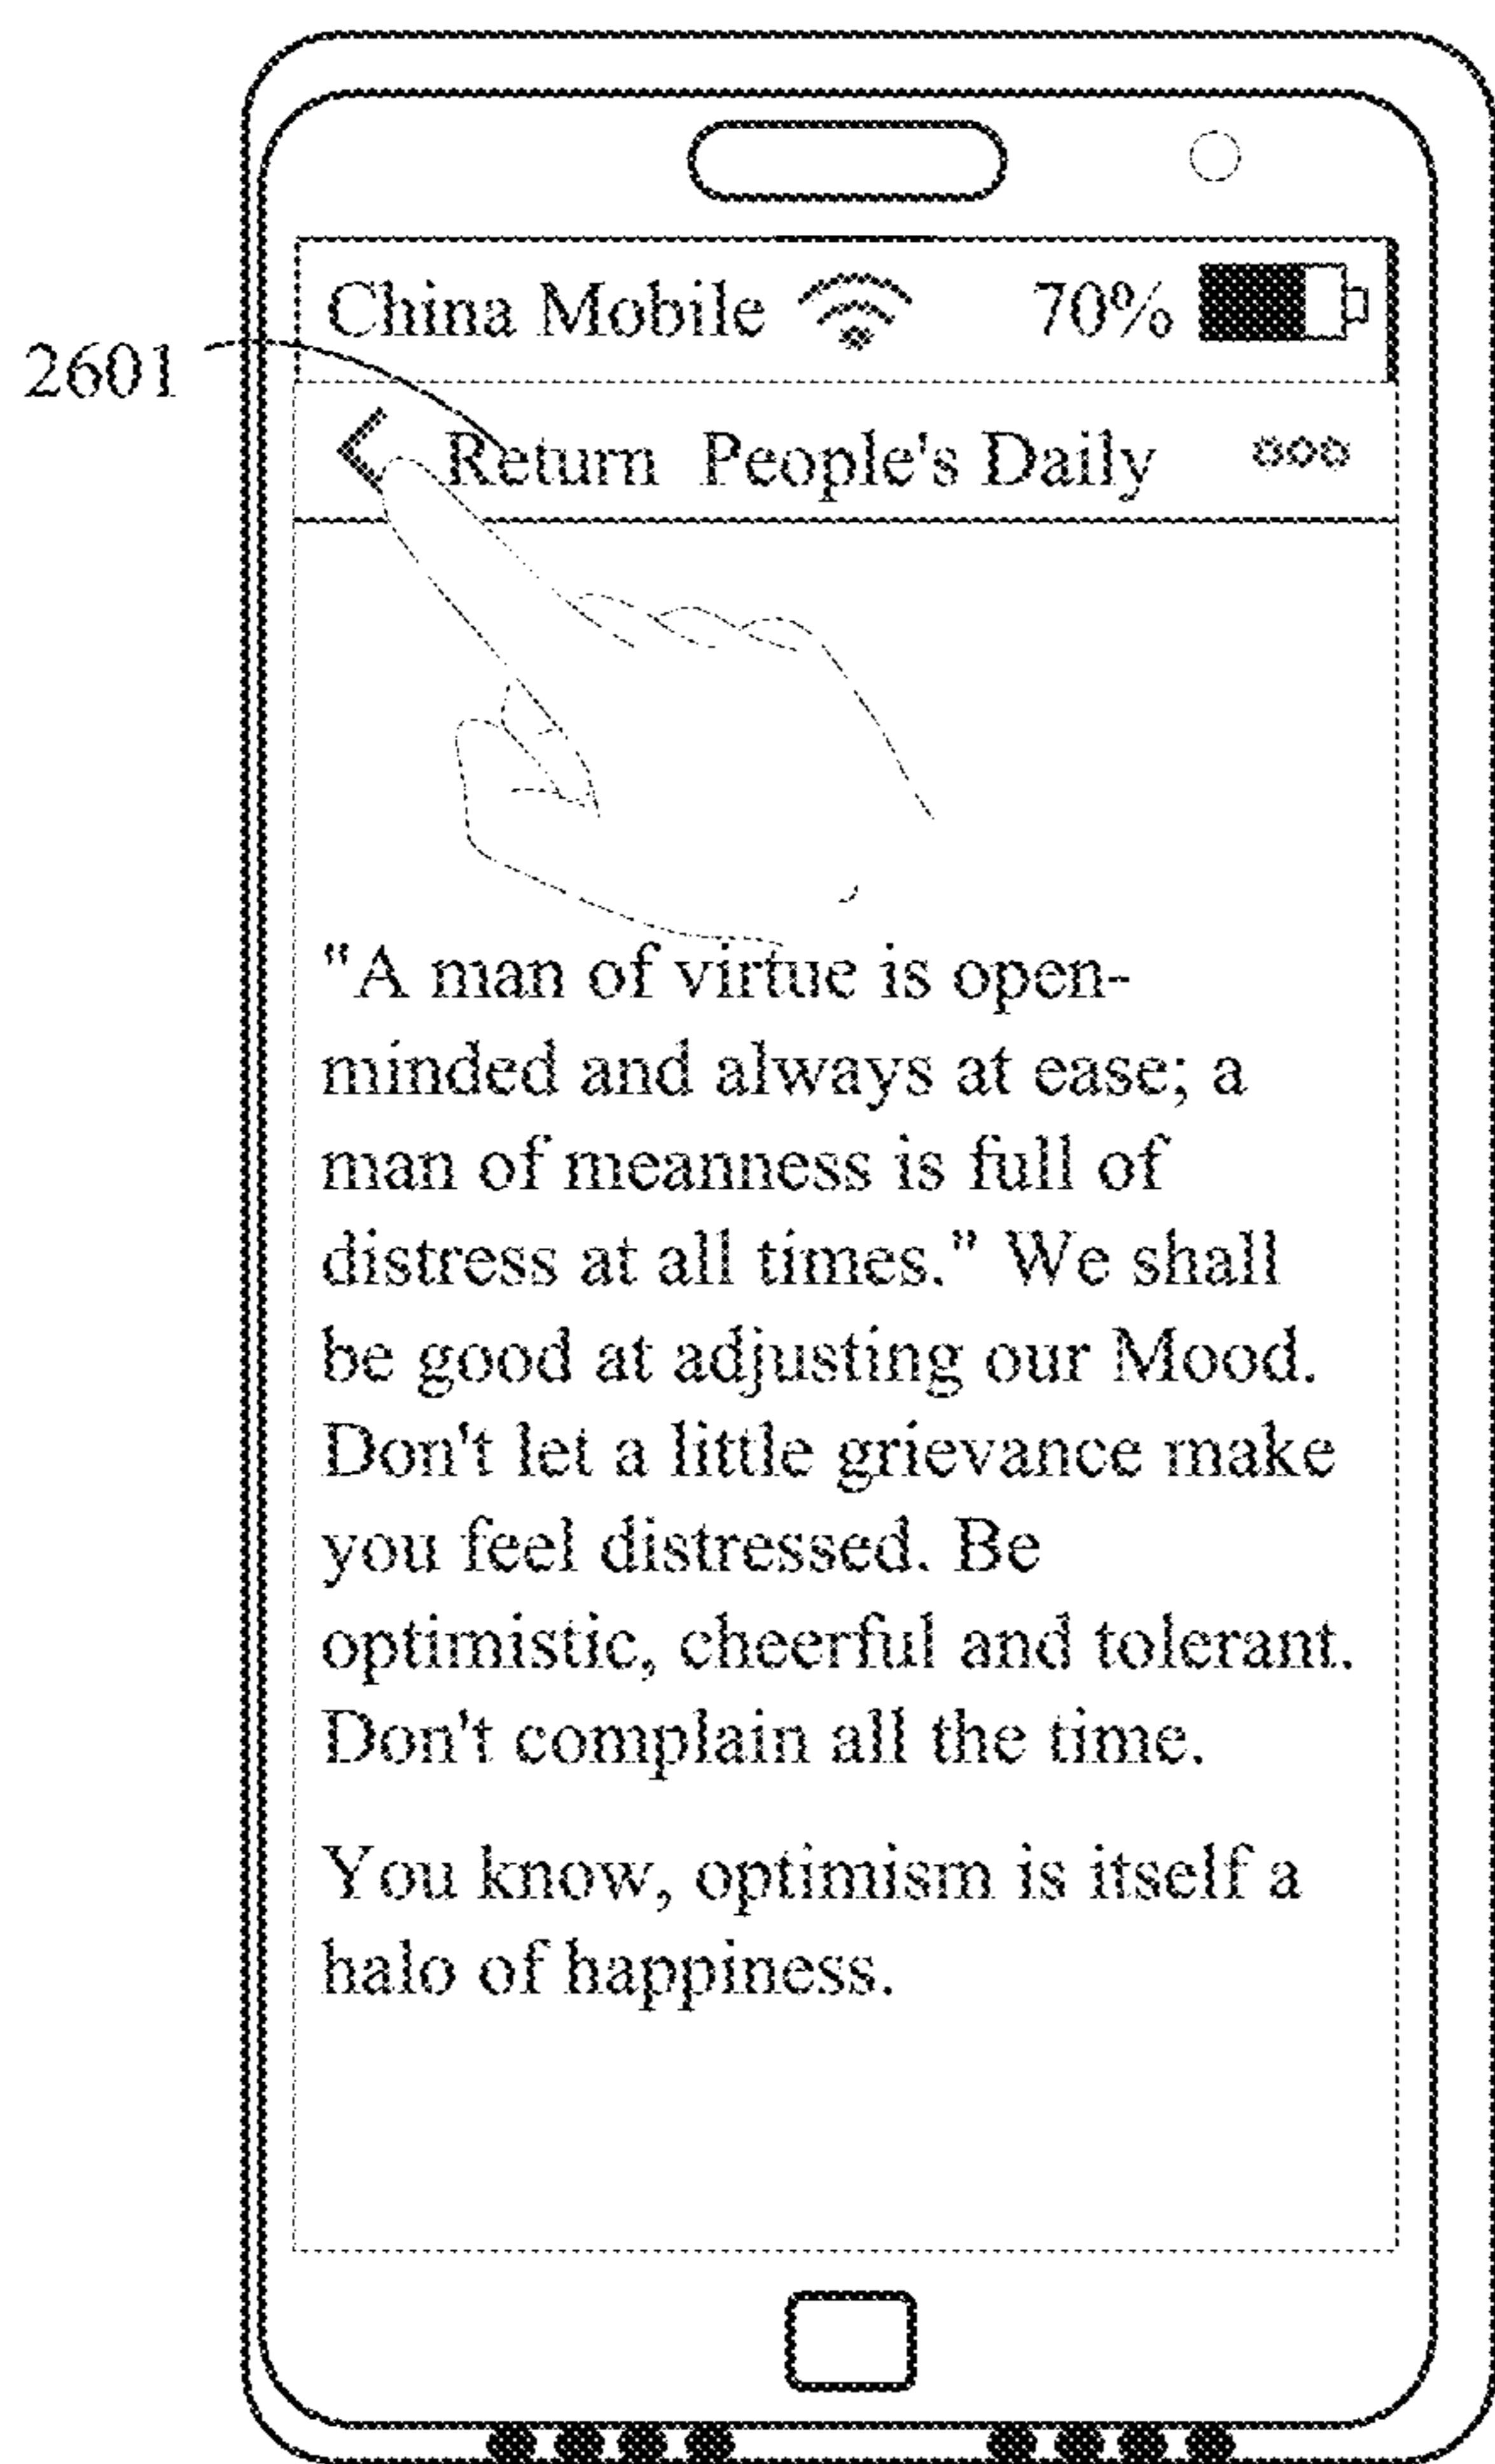 China Mobile 70%
2601
Return People's Daily
"A man of virtue is open-
minded and always at ease; a
man of meanness is full of
distress at all times." We shall
be good at adjusting our Mood.
Don't let a little grievance make
you feel distressed. Be
optimistic, cheerful and tolerant.
Don't complain all the time.
You know, optimism is itself a
halo of happiness.